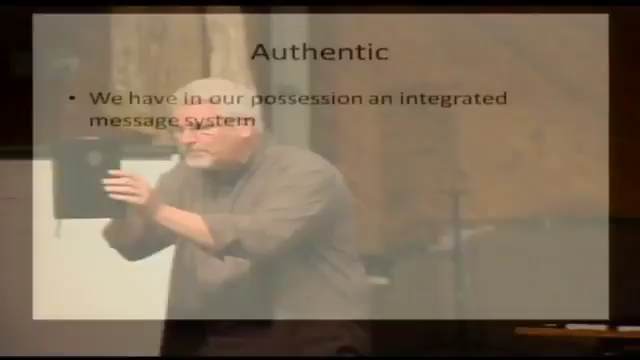 Authentic
• We have in our possession an integrated
message system